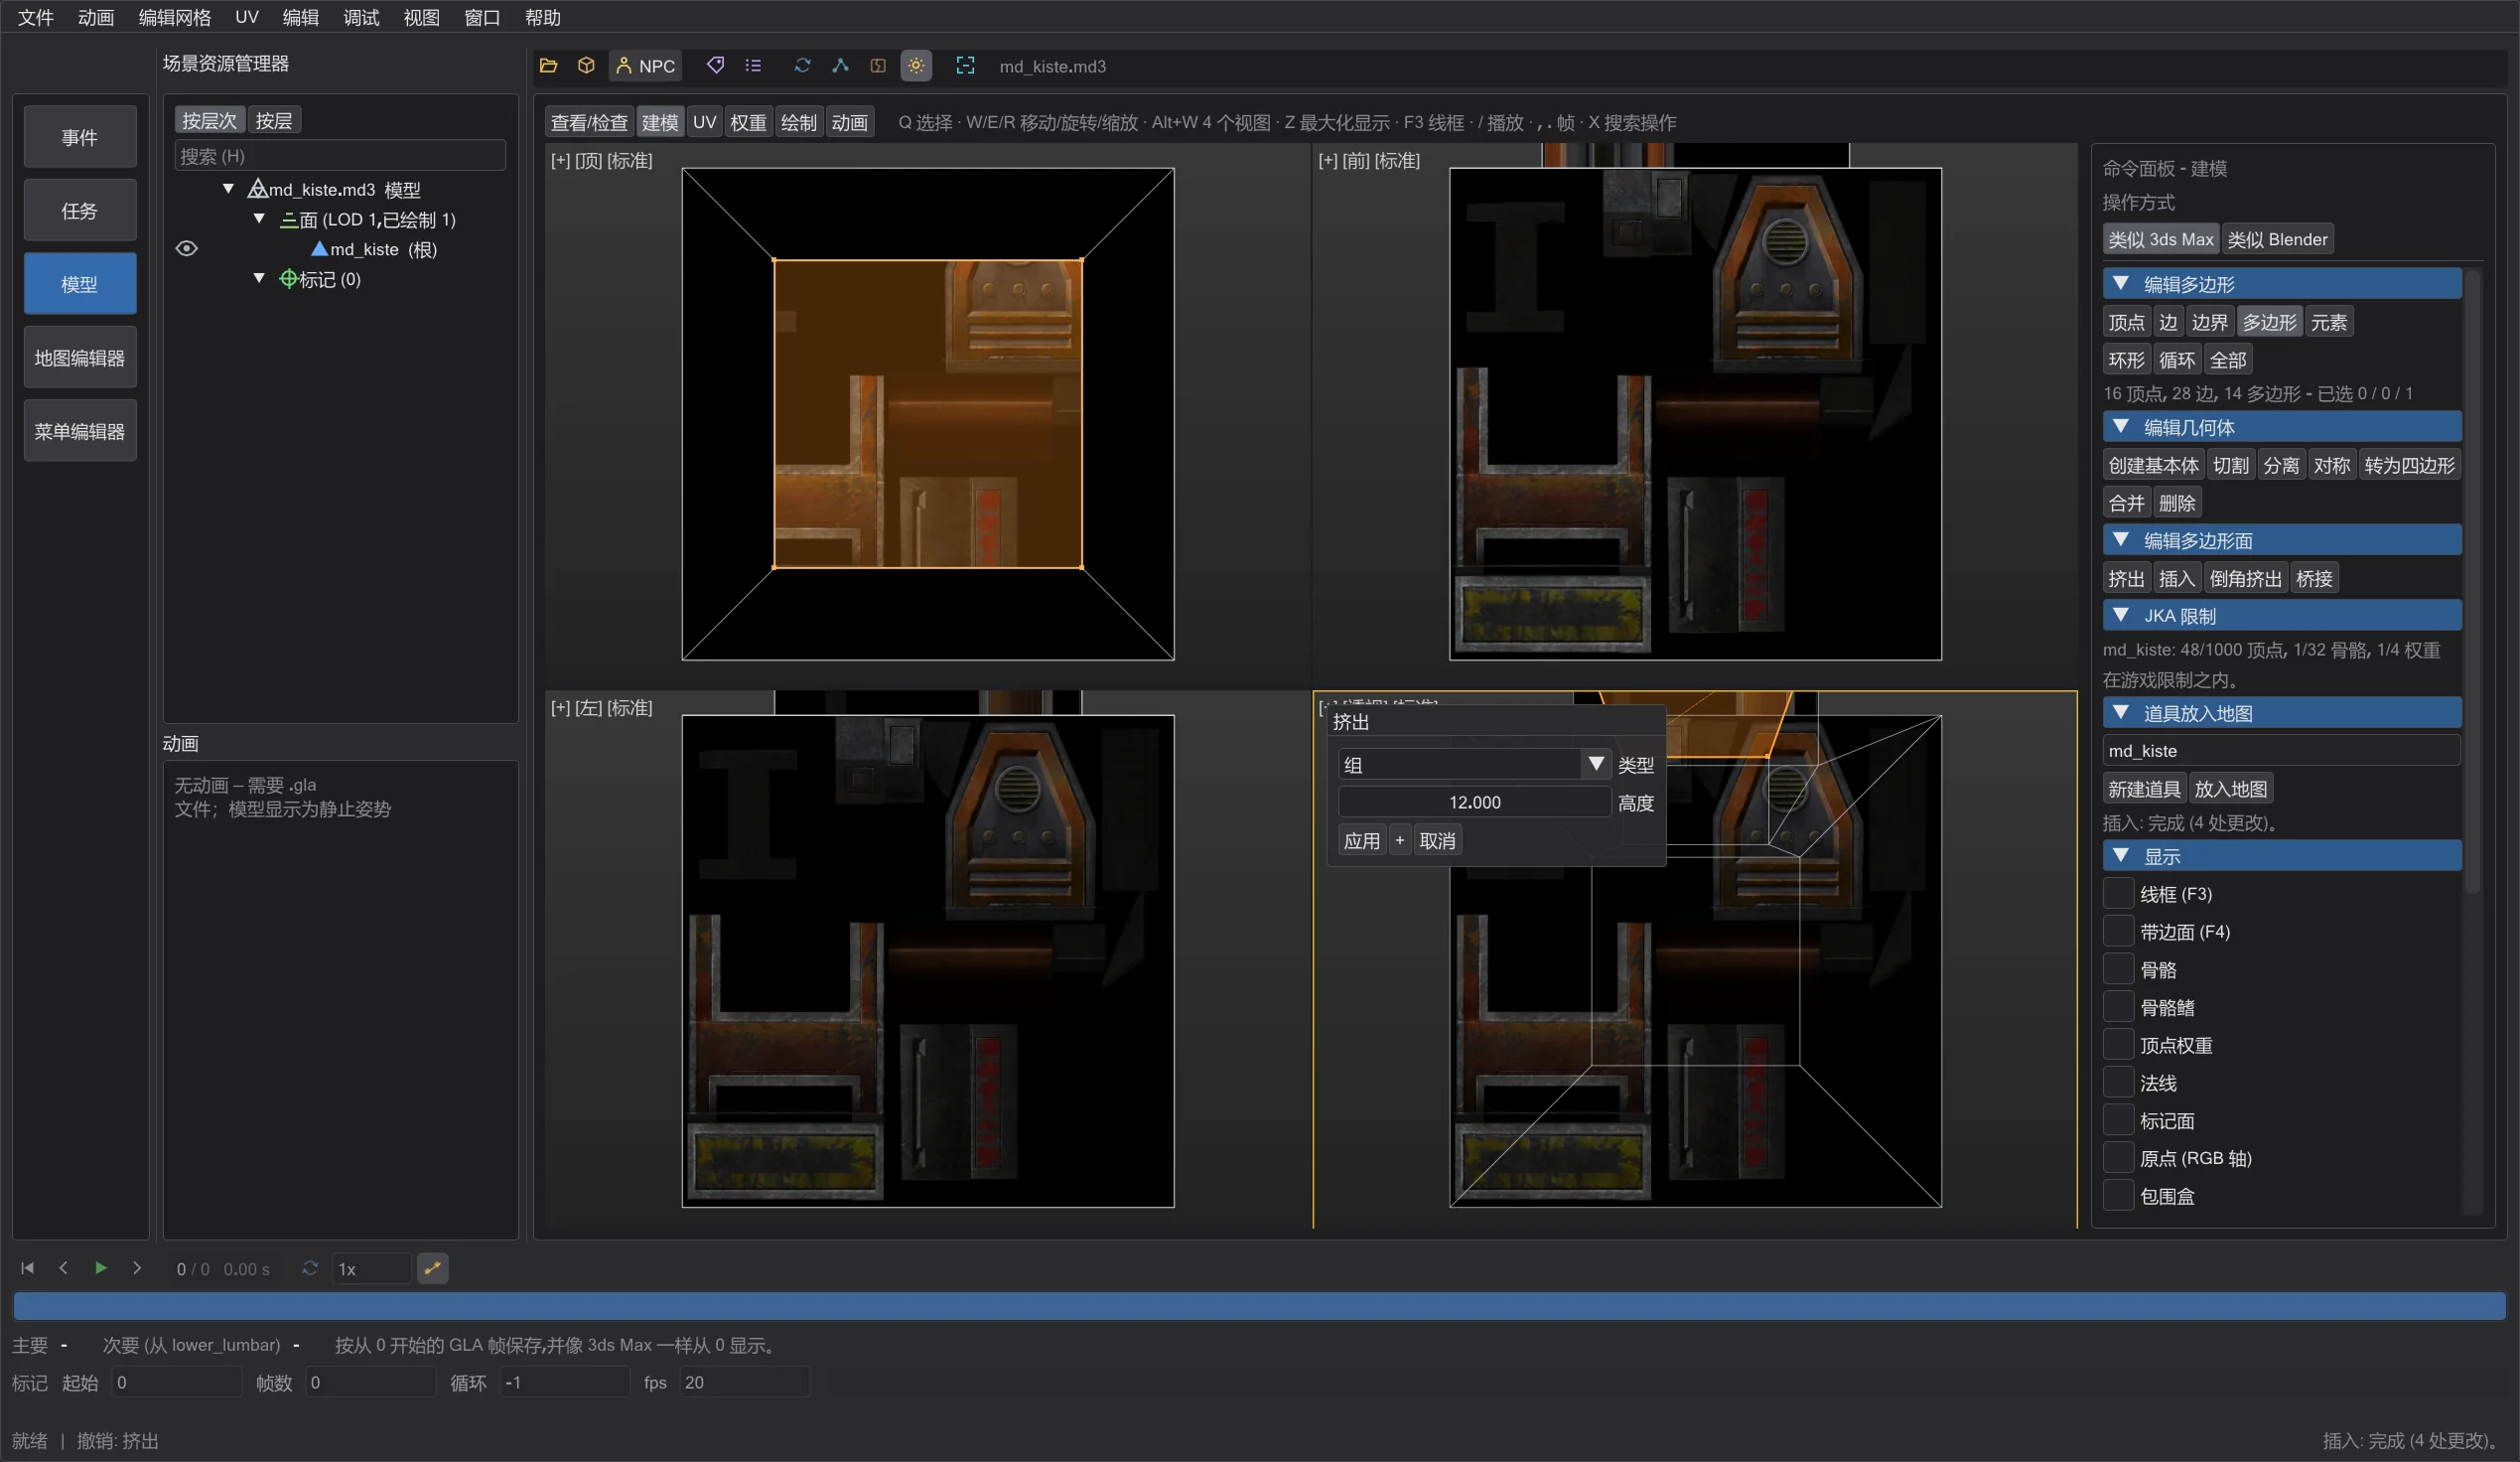 文件 动画 编辑网格 UV 编辑 调试 视图 窗口 帮助
场景资源管理器
NPC md_kiste.md3
事件
任务
模型
地图编辑器
菜单编辑器
按层次 按层
搜索 (H)
md_kiste.md3 模型
面 (LOD 1,已绘制 1)
md_kiste (根)
标记 (0)
动画
无动画 – 需要 .gla
文件；模型显示为静止姿势
查看/检查 建模 UV 权重 绘制 动画 Q 选择 · W/E/R 移动/旋转/缩放 · Alt+W 4 个视图 · Z 最大化显示 · F3 线框 · / 播放 · , . 帧 · X 搜索操作
[+] [顶] [标准]
[+] [前] [标准]
[+] [左] [标准]
挤出
组 类型
12.000 高度
应用 + 取消
命令面板 - 建模
操作方式
类似 3ds Max 类似 Blender
编辑多边形
顶点 边 边界 多边形 元素
环形 循环 全部
16 顶点, 28 边, 14 多边形 - 已选 0 / 0 / 1
编辑几何体
创建基本体 切割 分离 对称 转为四边形
合并 删除
编辑多边形面
挤出 插入 倒角挤出 桥接
JKA 限制
md_kiste: 48/1000 顶点, 1/32 骨骼, 1/4 权重
在游戏限制之内。
道具放入地图
md_kiste
新建道具 放入地图
插入: 完成 (4 处更改)。
显示
线框 (F3)
带边面 (F4)
骨骼
骨骼鳍
顶点权重
法线
标记面
原点 (RGB 轴)
包围盒
0 / 0 0.00 s 1x
主要 - 次要 (从 lower_lumbar) - 按从 0 开始的 GLA 帧保存,并像 3ds Max 一样从 0 显示。
标记 起始 0 帧数 0 循环 -1 fps 20
就绪 | 撤销: 挤出
插入: 完成 (4 处更改)。